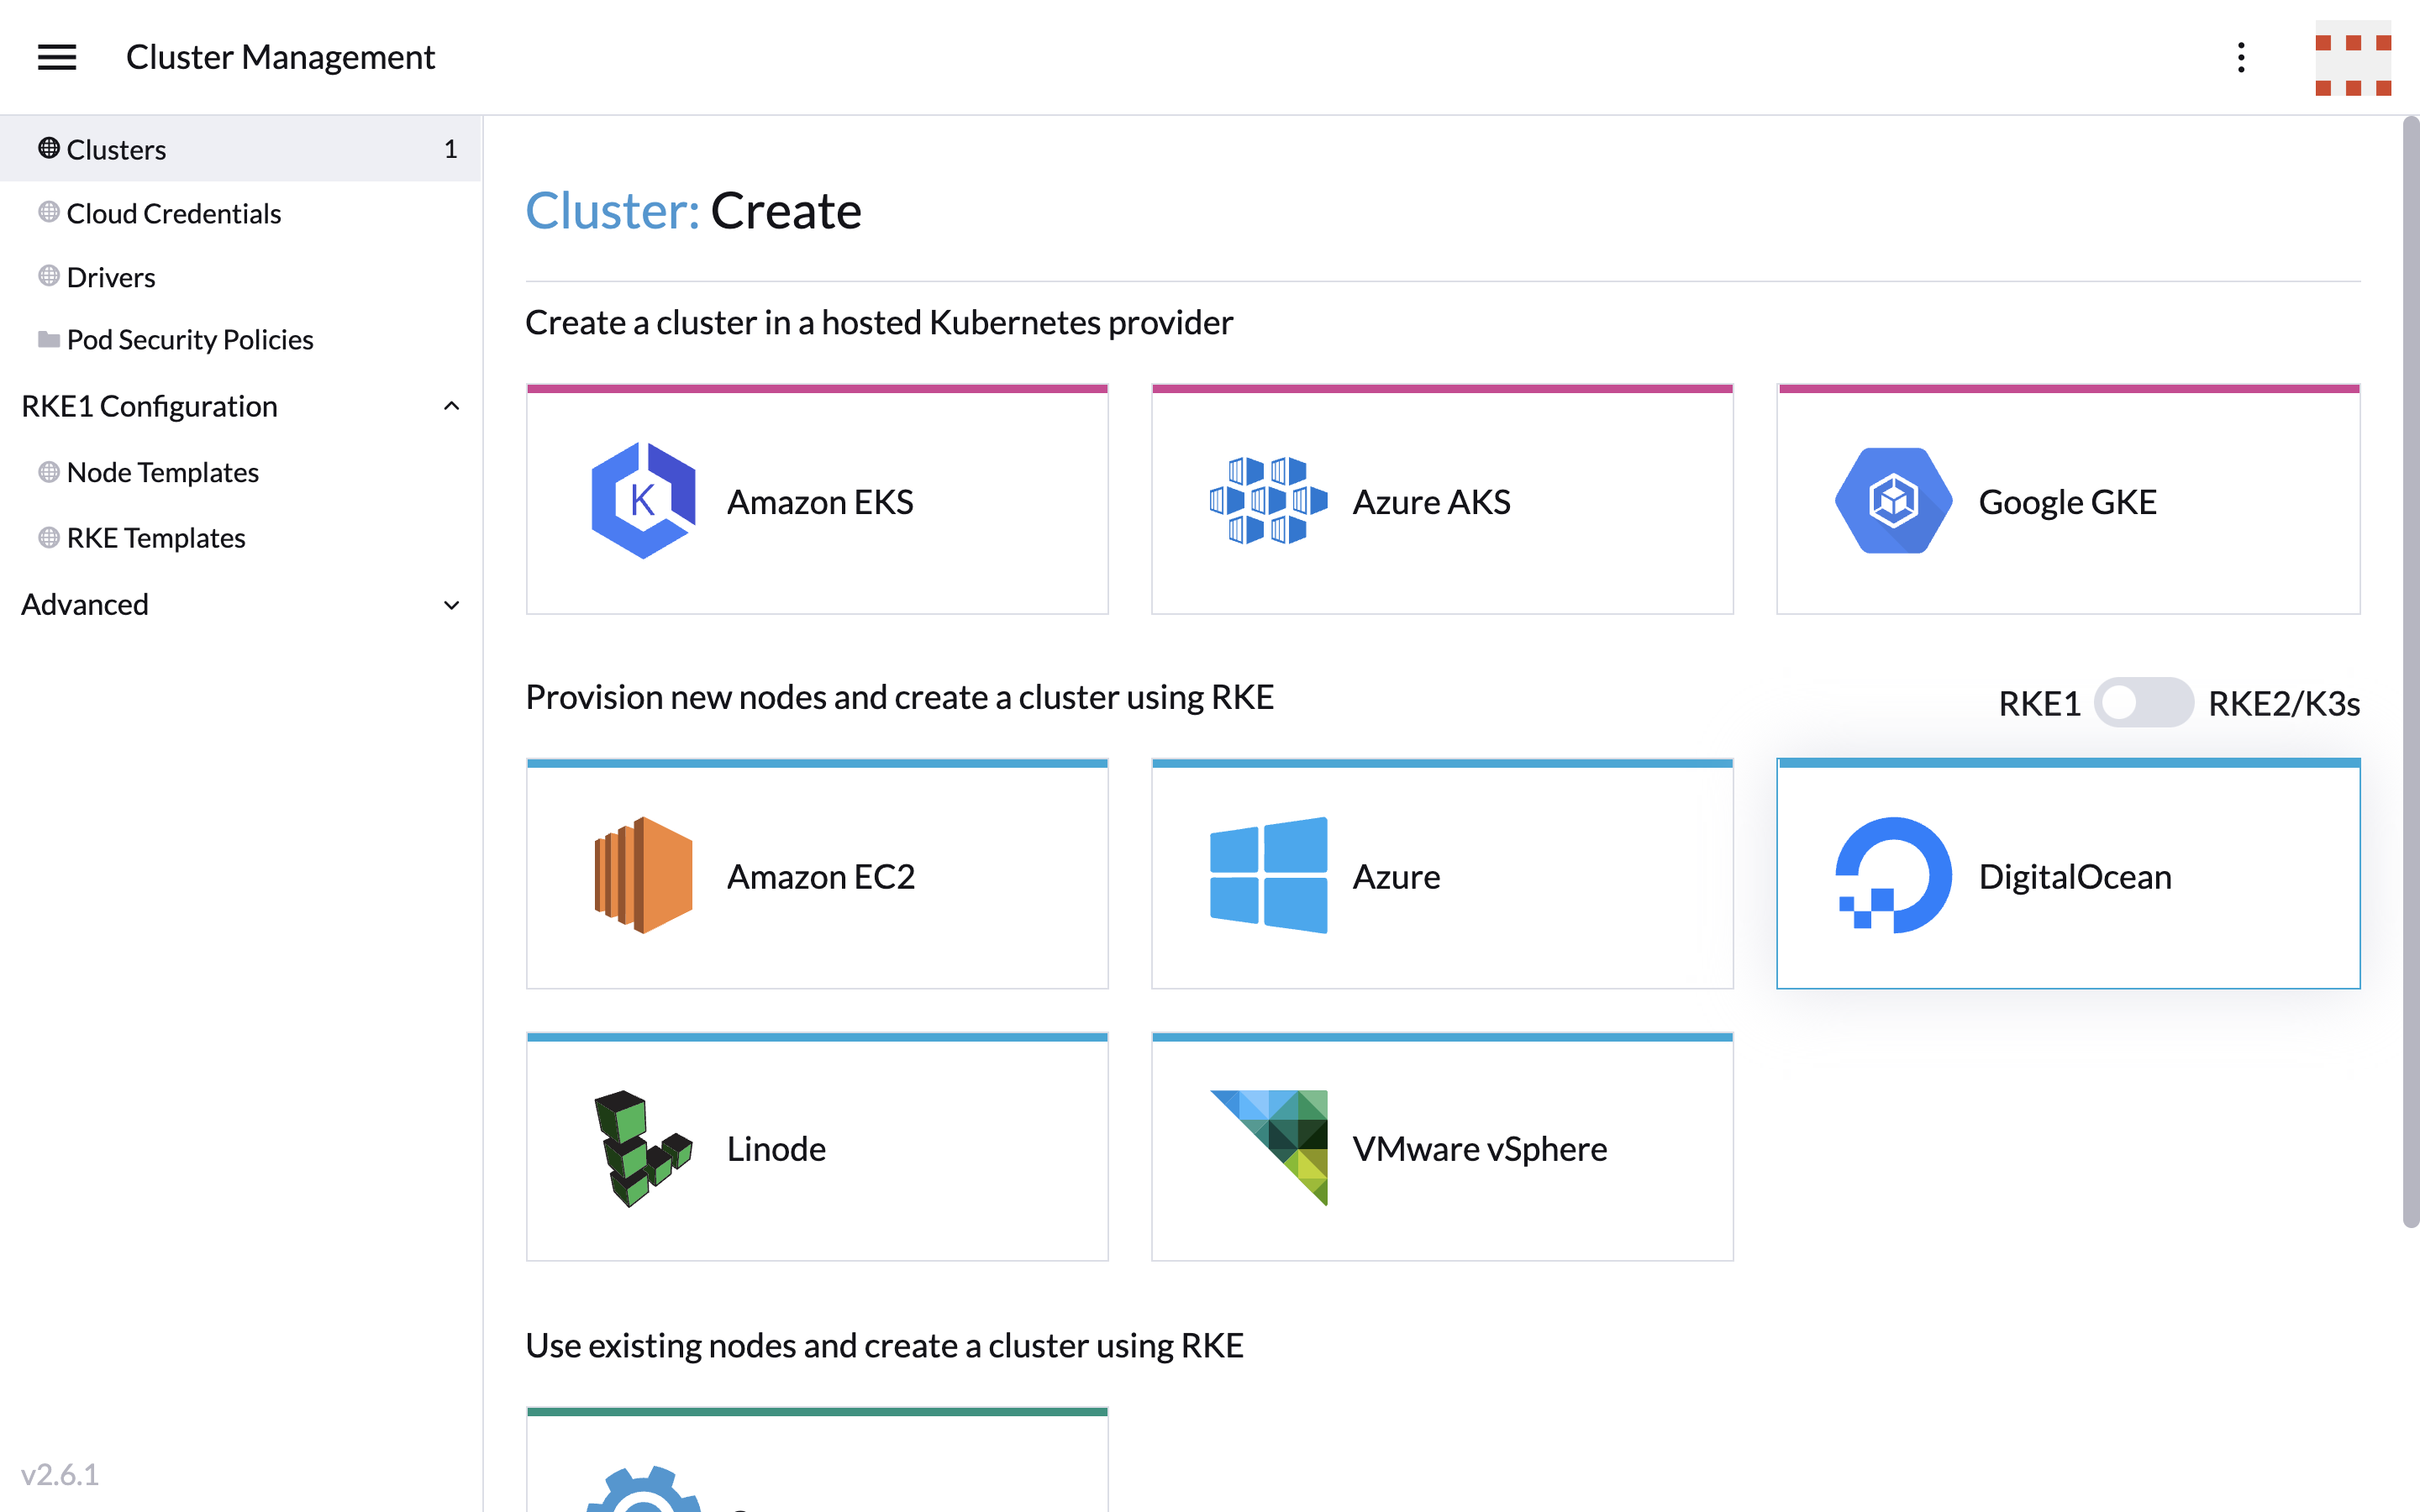 Cluster Management
Clusters 1
Cloud Credentials
Drivers
Pod Security Policies
RKE1 Configuration
Node Templates
RKE Templates
Advanced
v2.6.1
Cluster: Create
Create a cluster in a hosted Kubernetes provider
K
Amazon EKS
Azure AKS
Google GKE
Provision new nodes and create a cluster using RKE
RKE1 RKE2/K3s
Amazon EC2
Azure
DigitalOcean
Linode
VMware vSphere
Use existing nodes and create a cluster using RKE